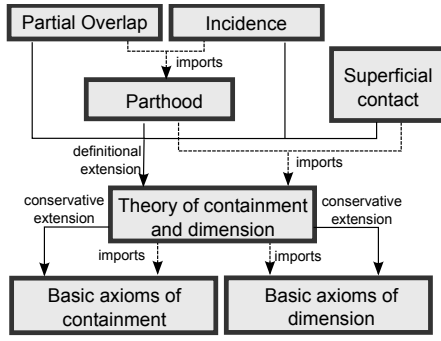 Partial Overlap
Incidence
imports
Superficial
contact
Parthood
definitional
extension
imports
conservative
extension
Theory of containment
and dimension
conservative
extension
imports
imports
Basic axioms of
containment
Basic axioms of
dimension